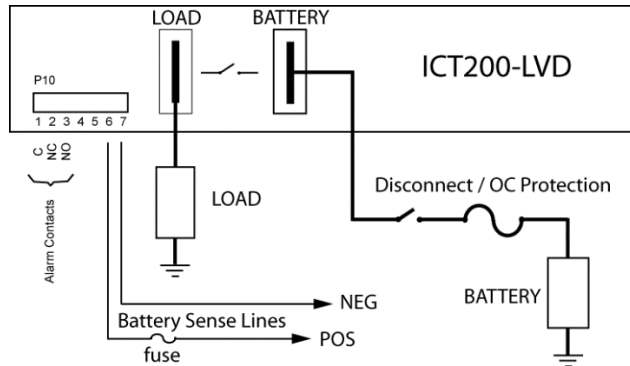 LOAD
BATTERY
ICT200-LVD
P10
1 2 3 4 5 6 7
C
NC
NO
Alarm Contacts
LOAD
Disconnect / OC Protection
BATTERY
NEG
Battery Sense Lines
POS
fuse